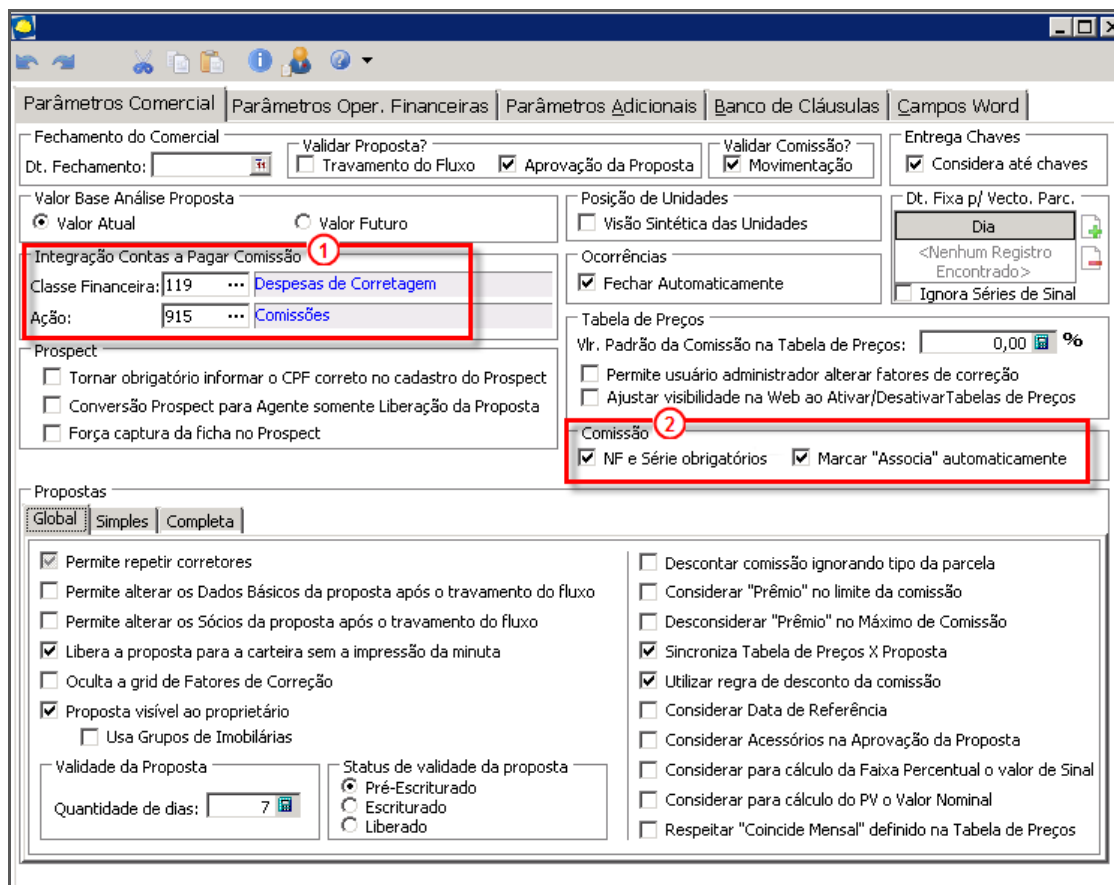 Parâmetros Comercial
Parâmetros Oper. Financeiras
Parâmetros Adicionais
Banco de Cláusulas
Campos Word
Fechamento do Comercial
Dt. Fechamento:
Validar Proposta?
Travamento do Fluxo
Aprovação da Proposta
Validar Comissão?
Movimentação
Entrega Chaves
Considera até chaves
Valor Base Análise Proposta
Valor Atual
Valor Futuro
Posição de Unidades
Visão Sintética das Unidades
Dt. Fixa p/ Vecto. Parc.
Dia
<Nenhum Registro
Encontrado>
Ignora Séries de Sinal
1
Integração Contas a Pagar Comissão
Classe Financeira: 119 ... Despesas de Corretagem
Ação: 915 ... Comissões
Ocorrências
Fechar Automaticamente
Tabela de Preços
Vlr. Padrão da Comissão na Tabela de Preços: 0,00 %
Permite usuário administrador alterar fatores de correção
Ajustar visibilidade na Web ao Ativar/DesativarTabelas de Preços
Prospect
Tornar obrigatório informar o CPF correto no cadastro do Prospect
Conversão Prospect para Agente somente Liberação da Proposta
Força captura da ficha no Prospect
2
Comissão
NF e Série obrigatórios
Marcar "Associa" automaticamente
Propostas
Global
Simples
Completa
Permite repetir corretores
Permite alterar os Dados Básicos da proposta após o travamento do fluxo
Permite alterar os Sócios da proposta após o travamento do fluxo
Libera a proposta para a carteira sem a impressão da minuta
Oculta a grid de Fatores de Correção
Proposta visível ao proprietário
Usa Grupos de Imobilárias
Validade da Proposta
Quantidade de dias: 7
Status de validade da proposta
Pré-Escriturado
Escriturado
Liberado
Descontar comissão ignorando tipo da parcela
Considerar "Prêmio" no limite da comissão
Desconsiderar "Prêmio" no Máximo de Comissão
Sincroniza Tabela de Preços X Proposta
Utilizar regra de desconto da comissão
Considerar Data de Referência
Considerar Acessórios na Aprovação da Proposta
Considerar para cálculo da Faixa Percentual o valor de Sinal
Considerar para cálculo do PV o Valor Nominal
Respeitar "Coincide Mensal" definido na Tabela de Preços